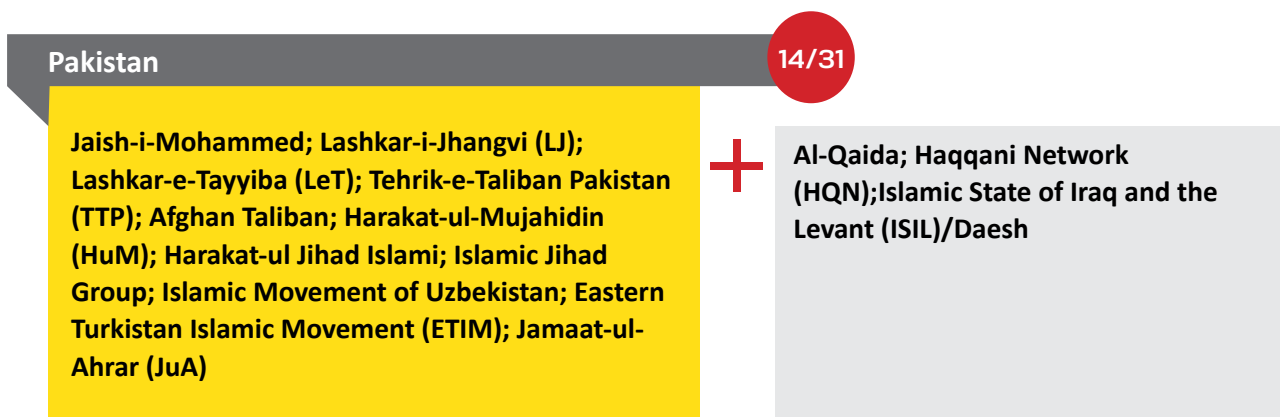 Pakistan
14/31
Jaish-i-Mohammed; Lashkar-i-Jhangvi (LJ);
Lashkar-e-Tayyiba (LeT); Tehrik-e-Taliban Pakistan
(TTP); Afghan Taliban; Harakat-ul-Mujahidin
(HuM); Harakat-ul Jihad Islami; Islamic Jihad
Group; Islamic Movement of Uzbekistan; Eastern
Turkistan Islamic Movement (ETIM); Jamaat-ul-
Ahrar (JuA)
+
Al-Qaida; Haqqani Network
(HQN);Islamic State of Iraq and the
Levant (ISIL)/Daesh